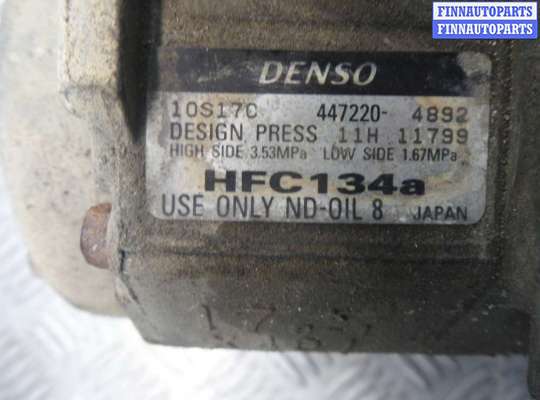 FINNAUTOPARTS
FINNAUTOPARTS
DENSO
10S17C 447220- 4892
DESIGN PRESS 11H 11799
HIGH SIDE 3.53MPa LOW SIDE 1.67MPa
HFC134a
USE ONLY ND-OIL 8 JAPAN